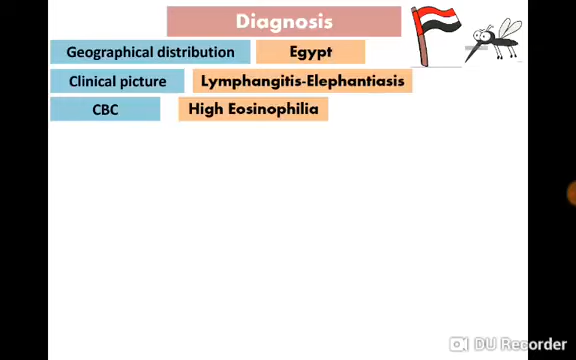 Diagnosis
Geographical distribution Egypt
Clinical picture Lymphangitis-Elephantiasis
CBC High Eosinophilia
DU Recorder